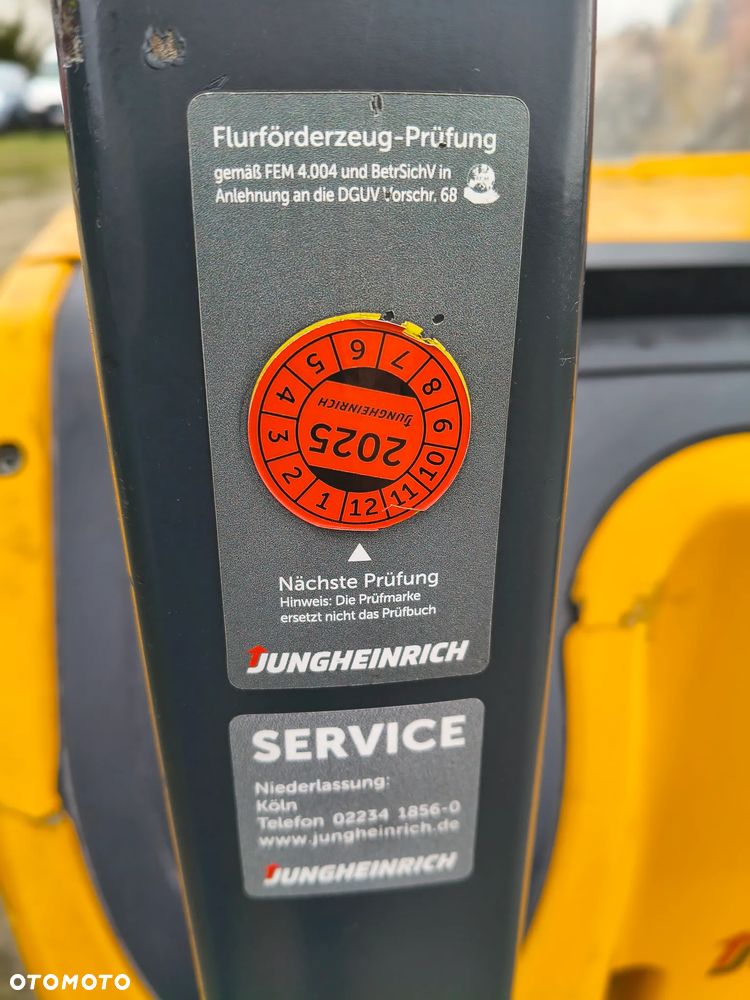 Flurförderzeug-Prüfung
gemäß FEM 4.004 und BetrSichV in
Anlehnung an die DGUV Vorschr. 68
1 2 3 4 5 6 7 8 9 10 11 12
JUNGHEINRICH
2025
Nächste Prüfung
Hinweis: Die Prüfmarke
ersetzt nicht das Prüfbuch
JUNGHEINRICH
SERVICE
Niederlassung:
Köln
Telefon 02234 1856-0
www.jungheinrich.de
JUNGHEINRICH
OTOMOTO